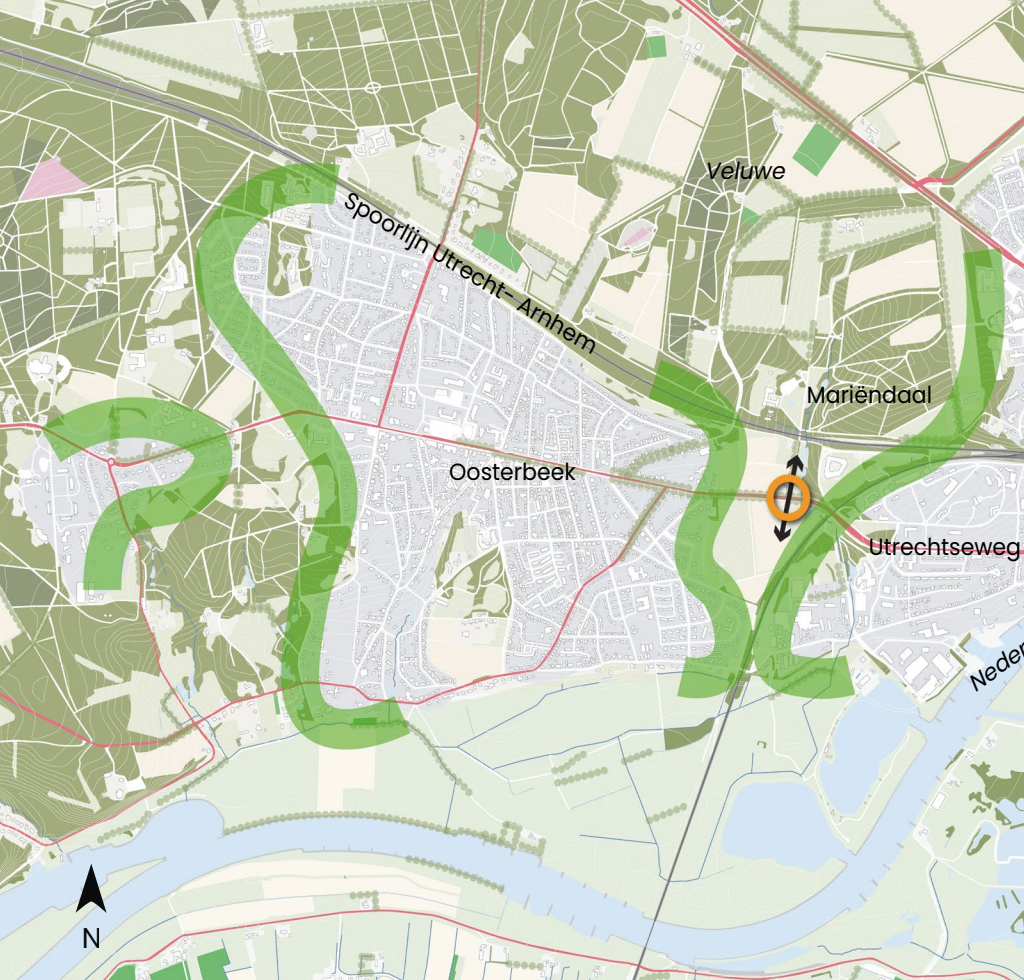 Veluwe
Spoorlijn Utrecht- Arnhem
Mariëndaal
Oosterbeek
Utrechtseweg
Neder
N